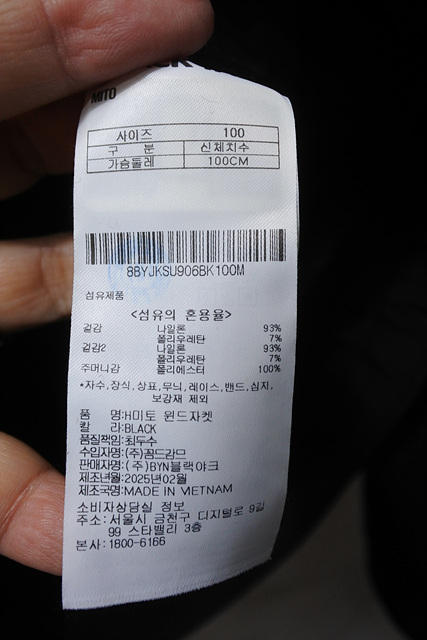 MITO
사이즈 100
구 분 신체치수
가슴둘레 100CM
8BYJKSU906BK100M
섬유제품
<섬유의 혼용율>
겉감 나일론 93%
폴리우레탄 7%
겉감2 나일론 93%
폴리우레탄 7%
주머니감 폴리에스터 100%
*자수,장식,상표,무늬,레이스,밴드,심지,
보강재 제외
품 명:H미토 윈드자켓
칼 라:BLACK
품질책임:최두수
수입자명:(주)꼼드감므
판매자명:(주)BYN블랙야크
제조년월:2025년02월
제조국명:MADE IN VIETNAM
소비자상담실 정보
주소:서울시 금천구 디지털로 9길
99 스타밸리 3층
본사:1800-6166